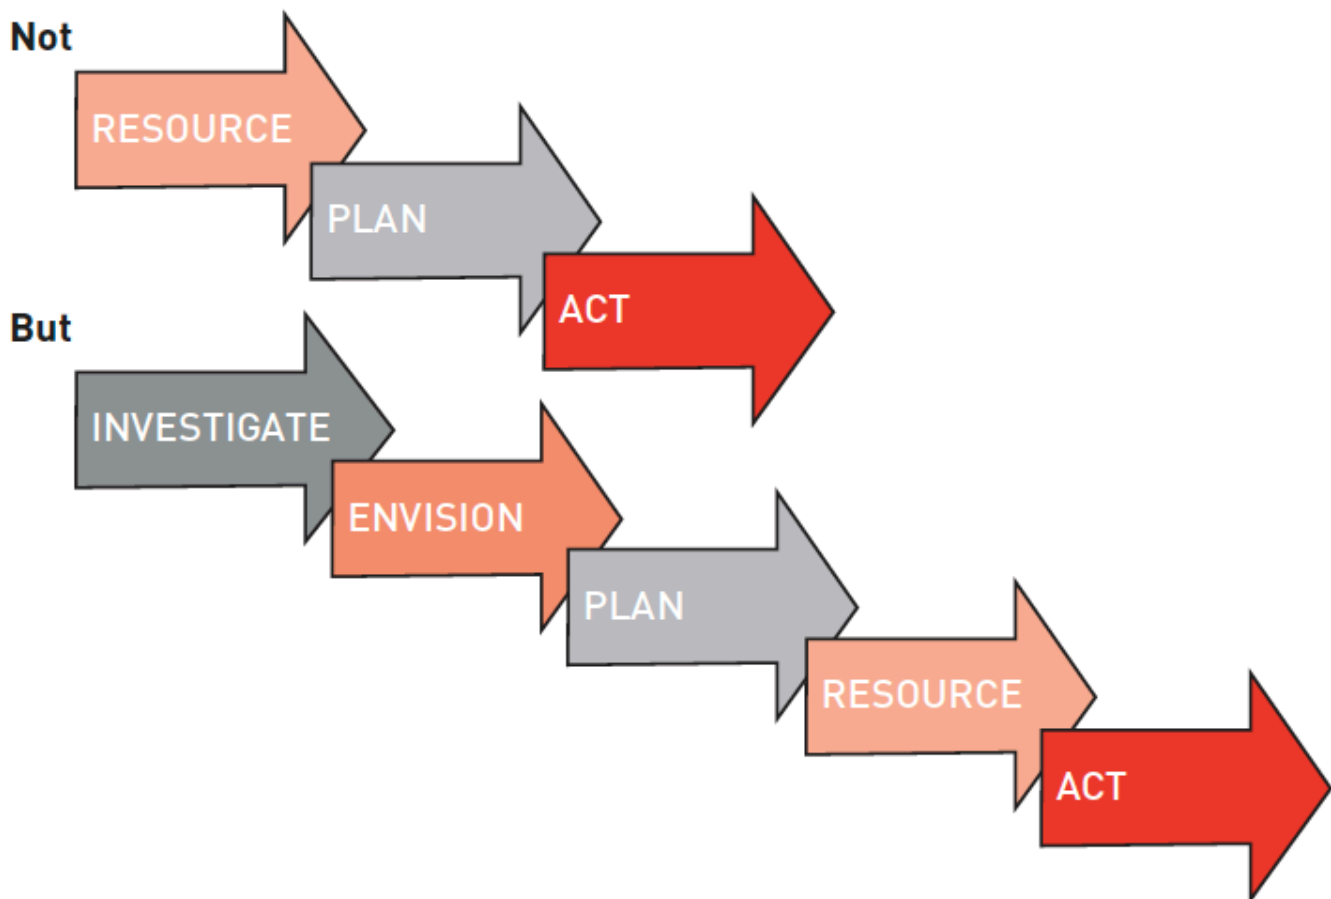 Not
RESOURCE
PLAN
ACT
But
INVESTIGATE
ENVISION
PLAN
RESOURCE
ACT